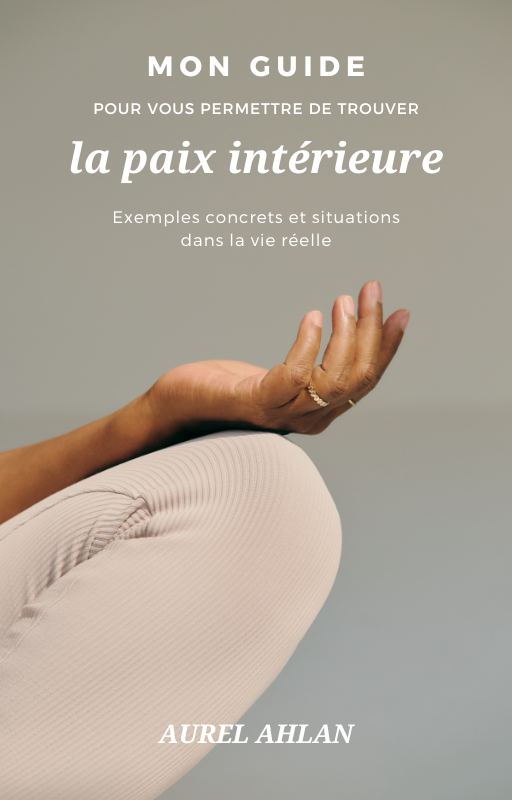 MON GUIDE
POUR VOUS PERMETTRE DE TROUVER
la paix intérieure
Exemples concrets et situations
dans la vie réelle
AUREL AHLAN